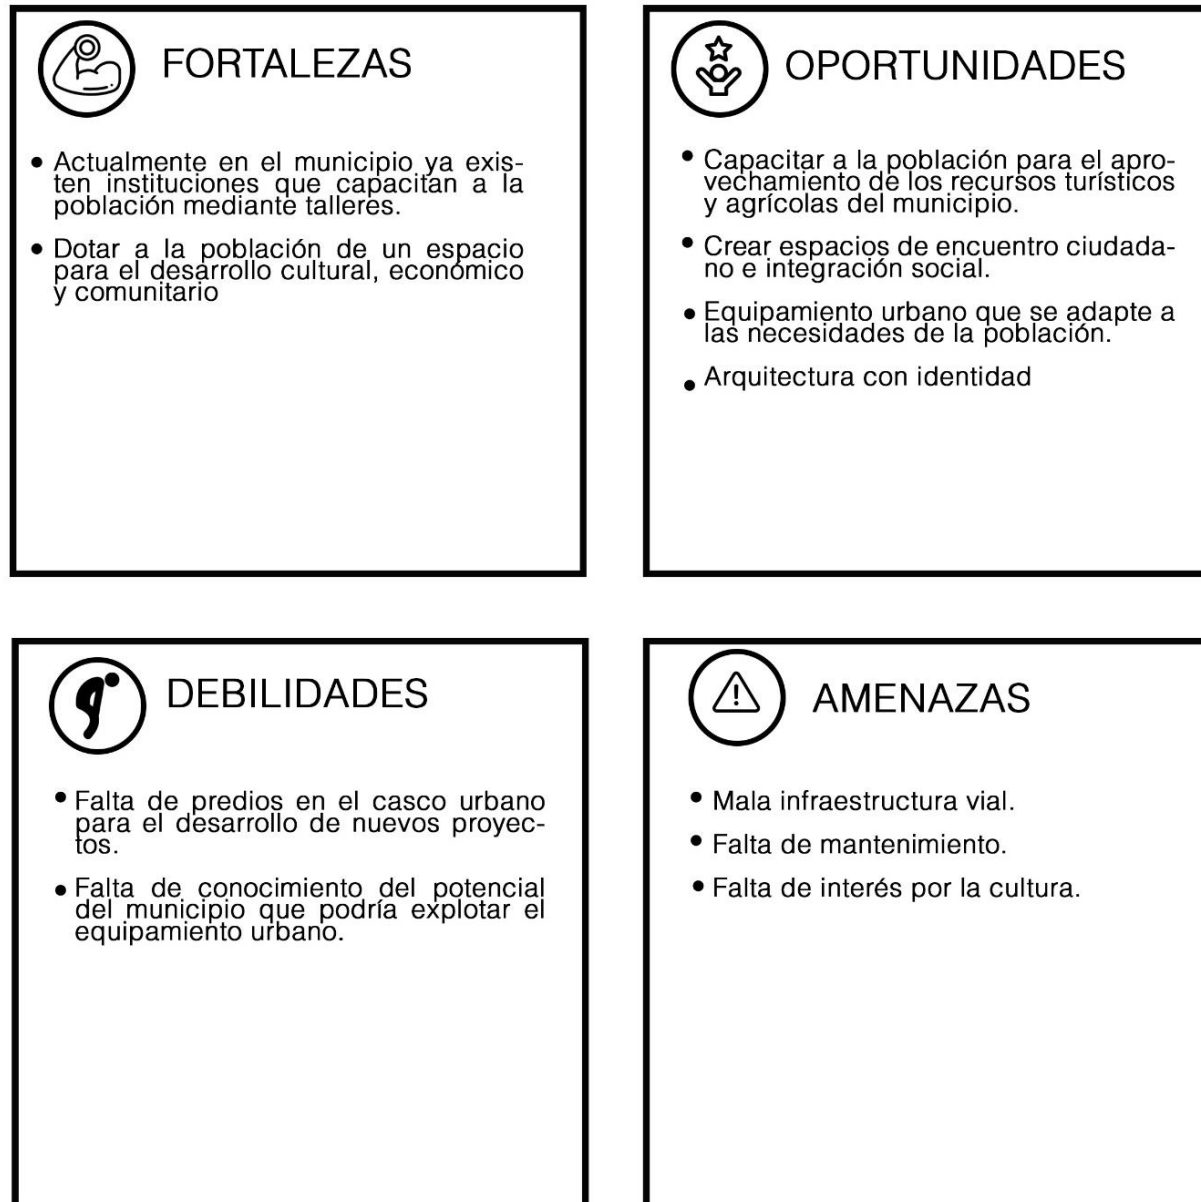 FORTALEZAS
• Actualmente en el municipio ya exis-
ten instituciones que capacitan a la
población mediante talleres.
• Dotar a la población de un espacio
para el desarrollo cultural, económico
y comunitario
OPORTUNIDADES
• Capacitar a la población para el apro-
vechamiento de los recursos turísticos
y agrícolas del municipio.
• Crear espacios de encuentro ciudada-
no e integración social.
• Equipamiento urbano que se adapte a
las necesidades de la población.
• Arquitectura con identidad
DEBILIDADES
• Falta de predios en el casco urbano
para el desarrollo de nuevos proyec-
tos.
• Falta de conocimiento del potencial
del municipio que podría explotar el
equipamiento urbano.
AMENAZAS
• Mala infraestructura vial.
• Falta de mantenimiento.
• Falta de interés por la cultura.